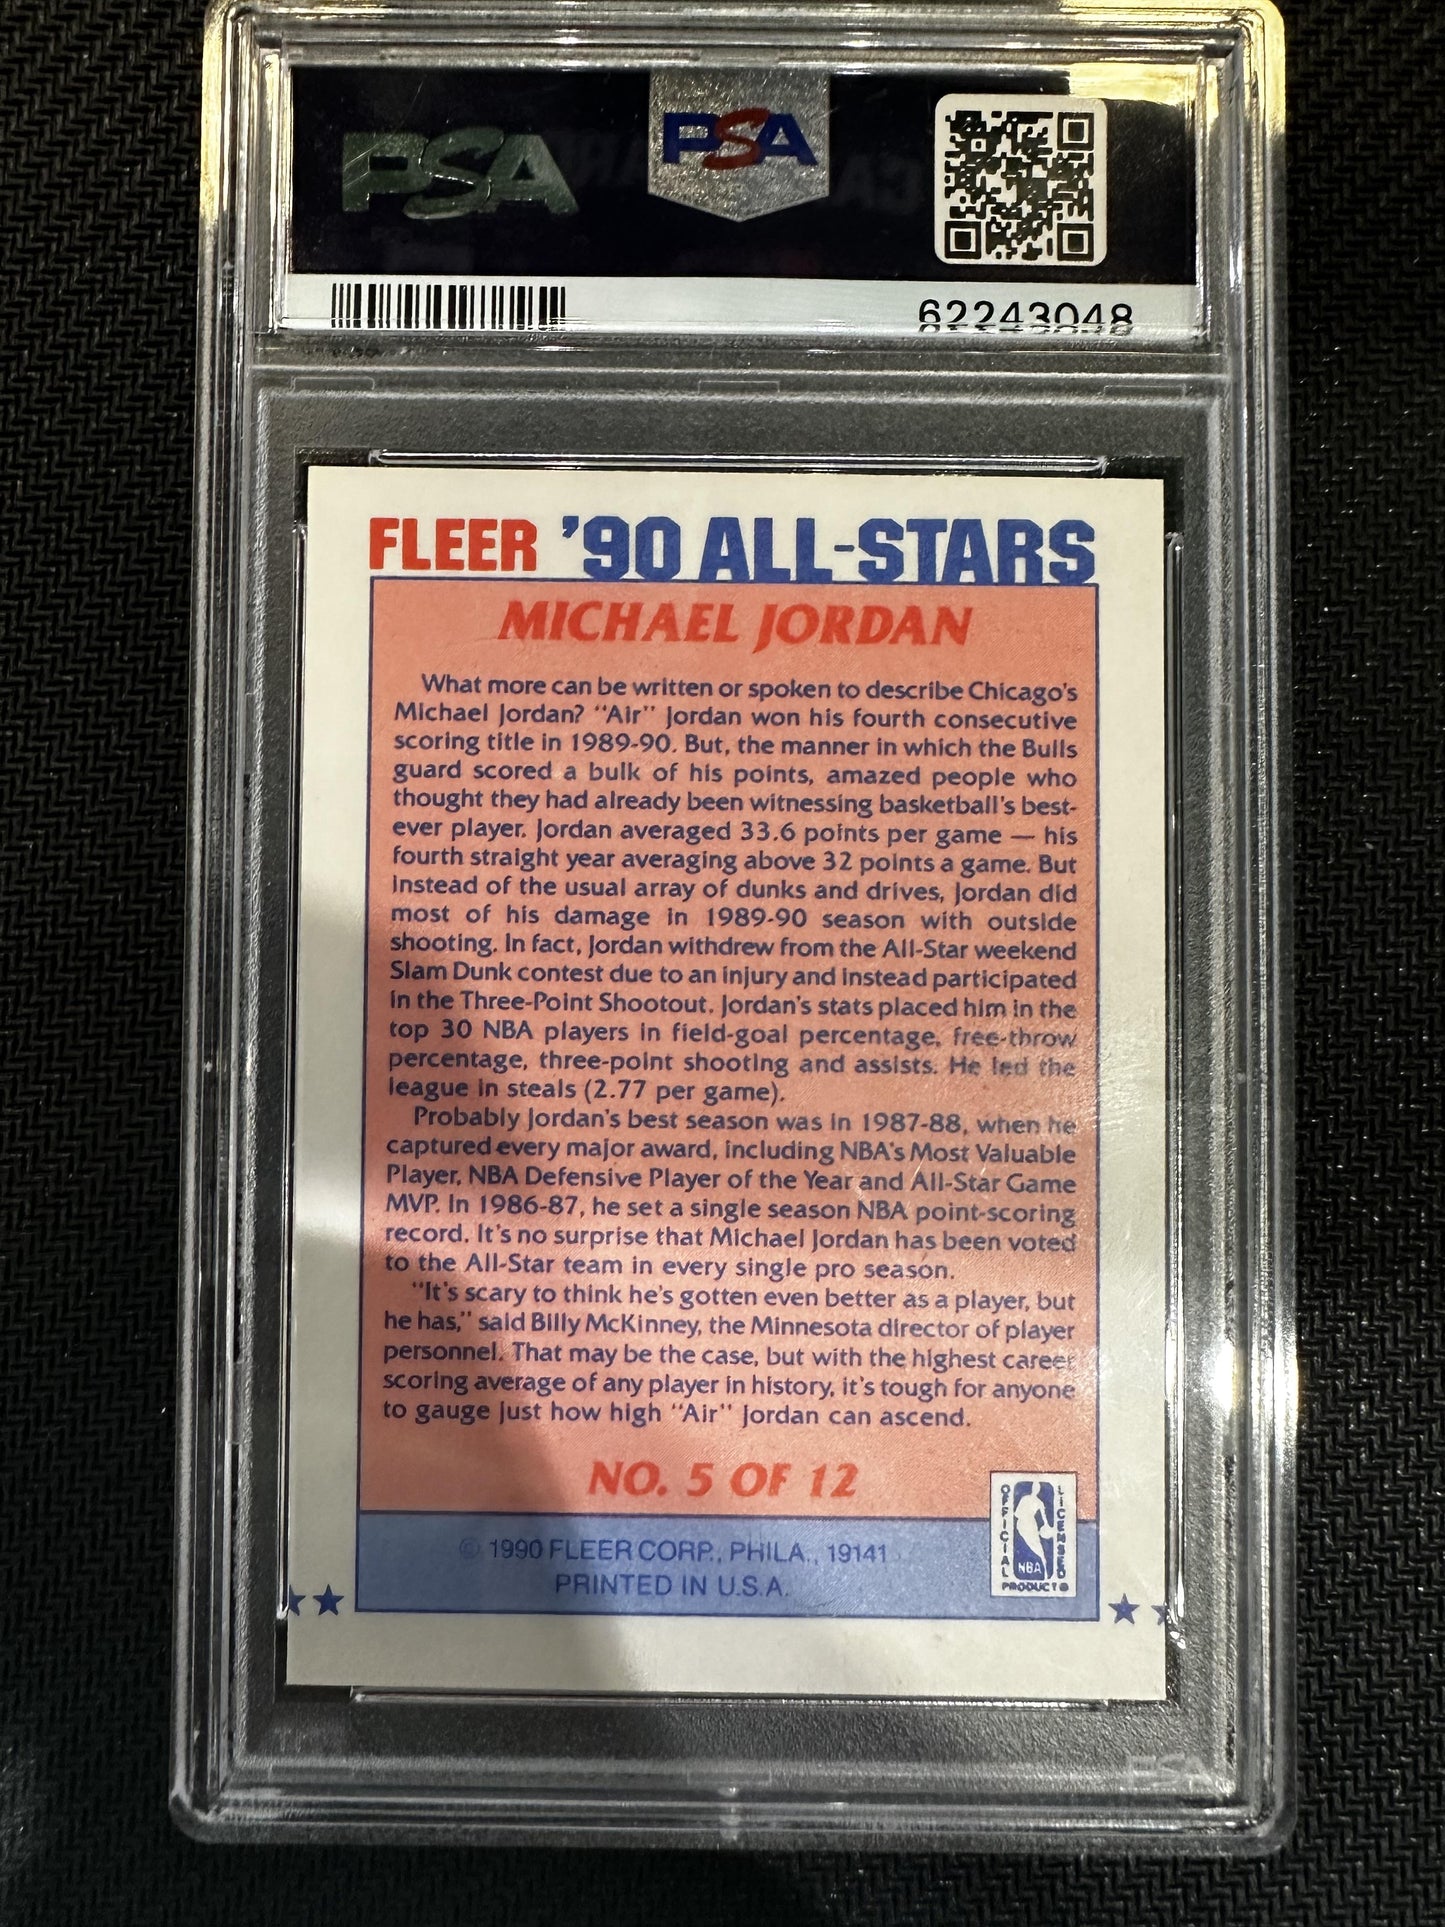 PSA
PSA
62243048
FLEER '90 ALL-STARS
MICHAEL JORDAN
What more can be written or spoken to describe Chicago's
Michael Jordan? "Air" Jordan won his fourth consecutive
scoring title in 1989-90. But, the manner in which the Bulls
guard scored a bulk of his points, amazed people who
thought they had already been witnessing basketball's best-
ever player. Jordan averaged 33.6 points per game — his
fourth straight year averaging above 32 points a game. But
instead of the usual array of dunks and drives, Jordan did
most of his damage in 1989-90 season with outside
shooting. In fact, Jordan withdrew from the All-Star weekend
Slam Dunk contest due to an injury and instead participated
in the Three-Point Shootout. Jordan's stats placed him in the
top 30 NBA players in field-goal percentage, free-throw
percentage, three-point shooting and assists. He led the
league in steals (2.77 per game).
Probably Jordan's best season was in 1987-88, when he
captured every major award, including NBA's Most Valuable
Player, NBA Defensive Player of the Year and All-Star Game
MVP. In 1986-87, he set a single season NBA point-scoring
record. It's no surprise that Michael Jordan has been voted
to the All-Star team in every single pro season.
"It's scary to think he's gotten even better as a player, but
he has," said Billy McKinney, the Minnesota director of player
personnel. That may be the case, but with the highest career
scoring average of any player in history, it's tough for anyone
to gauge just how high "Air" Jordan can ascend.
NO. 5 OF 12
© 1990 FLEER CORP., PHILA., 19141
PRINTED IN U.S.A.
OFFICIAL
LICENSED
NBA
PRODUCT®